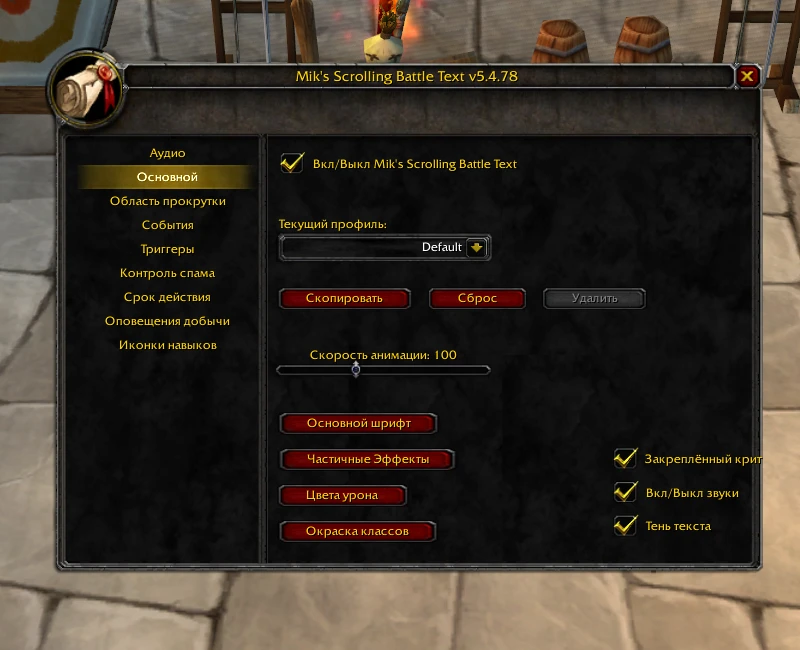 Mik's Scrolling Battle Text v5.4.78
Аудио
Основной
Область прокрутки
События
Триггеры
Контроль спама
Срок действия
Оповещения добычи
Иконки навыков
Вкл/Выкл Mik's Scrolling Battle Text
Текущий профиль:
Default
Скопировать
Сброс
Удалить
Скорость анимации: 100
Основной шрифт
Частичные Эффекты
Цвета урона
Окраска классов
Закреплённый крит
Вкл/Выкл звуки
Тень текста